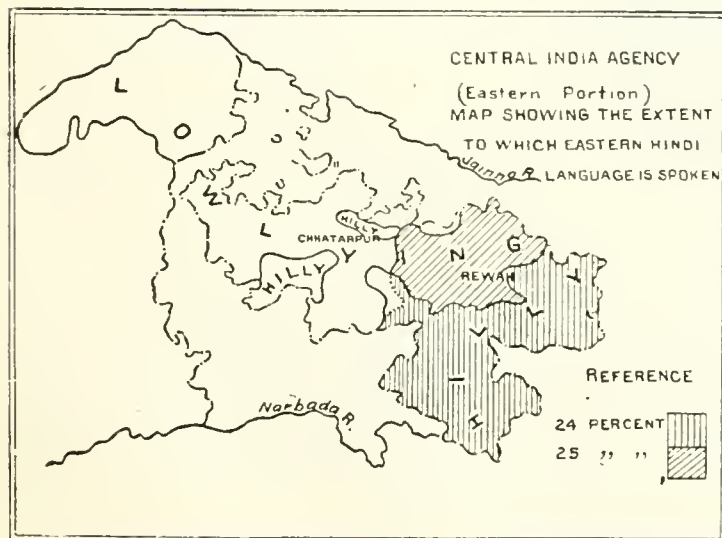 CENTRAL INDIA AGENCY
(Eastern Portion)
MAP SHOWING THE EXTENT
TO WHICH EASTERN HINDI
LANGUAGE IS SPOKEN
Jamna R.
L
O
L
HILLY
CHHATARPUR
Y
HILLY
N G
REWAH
H I L L Y
Narbada R.
REFERENCE
24 PERCENT
25 " "